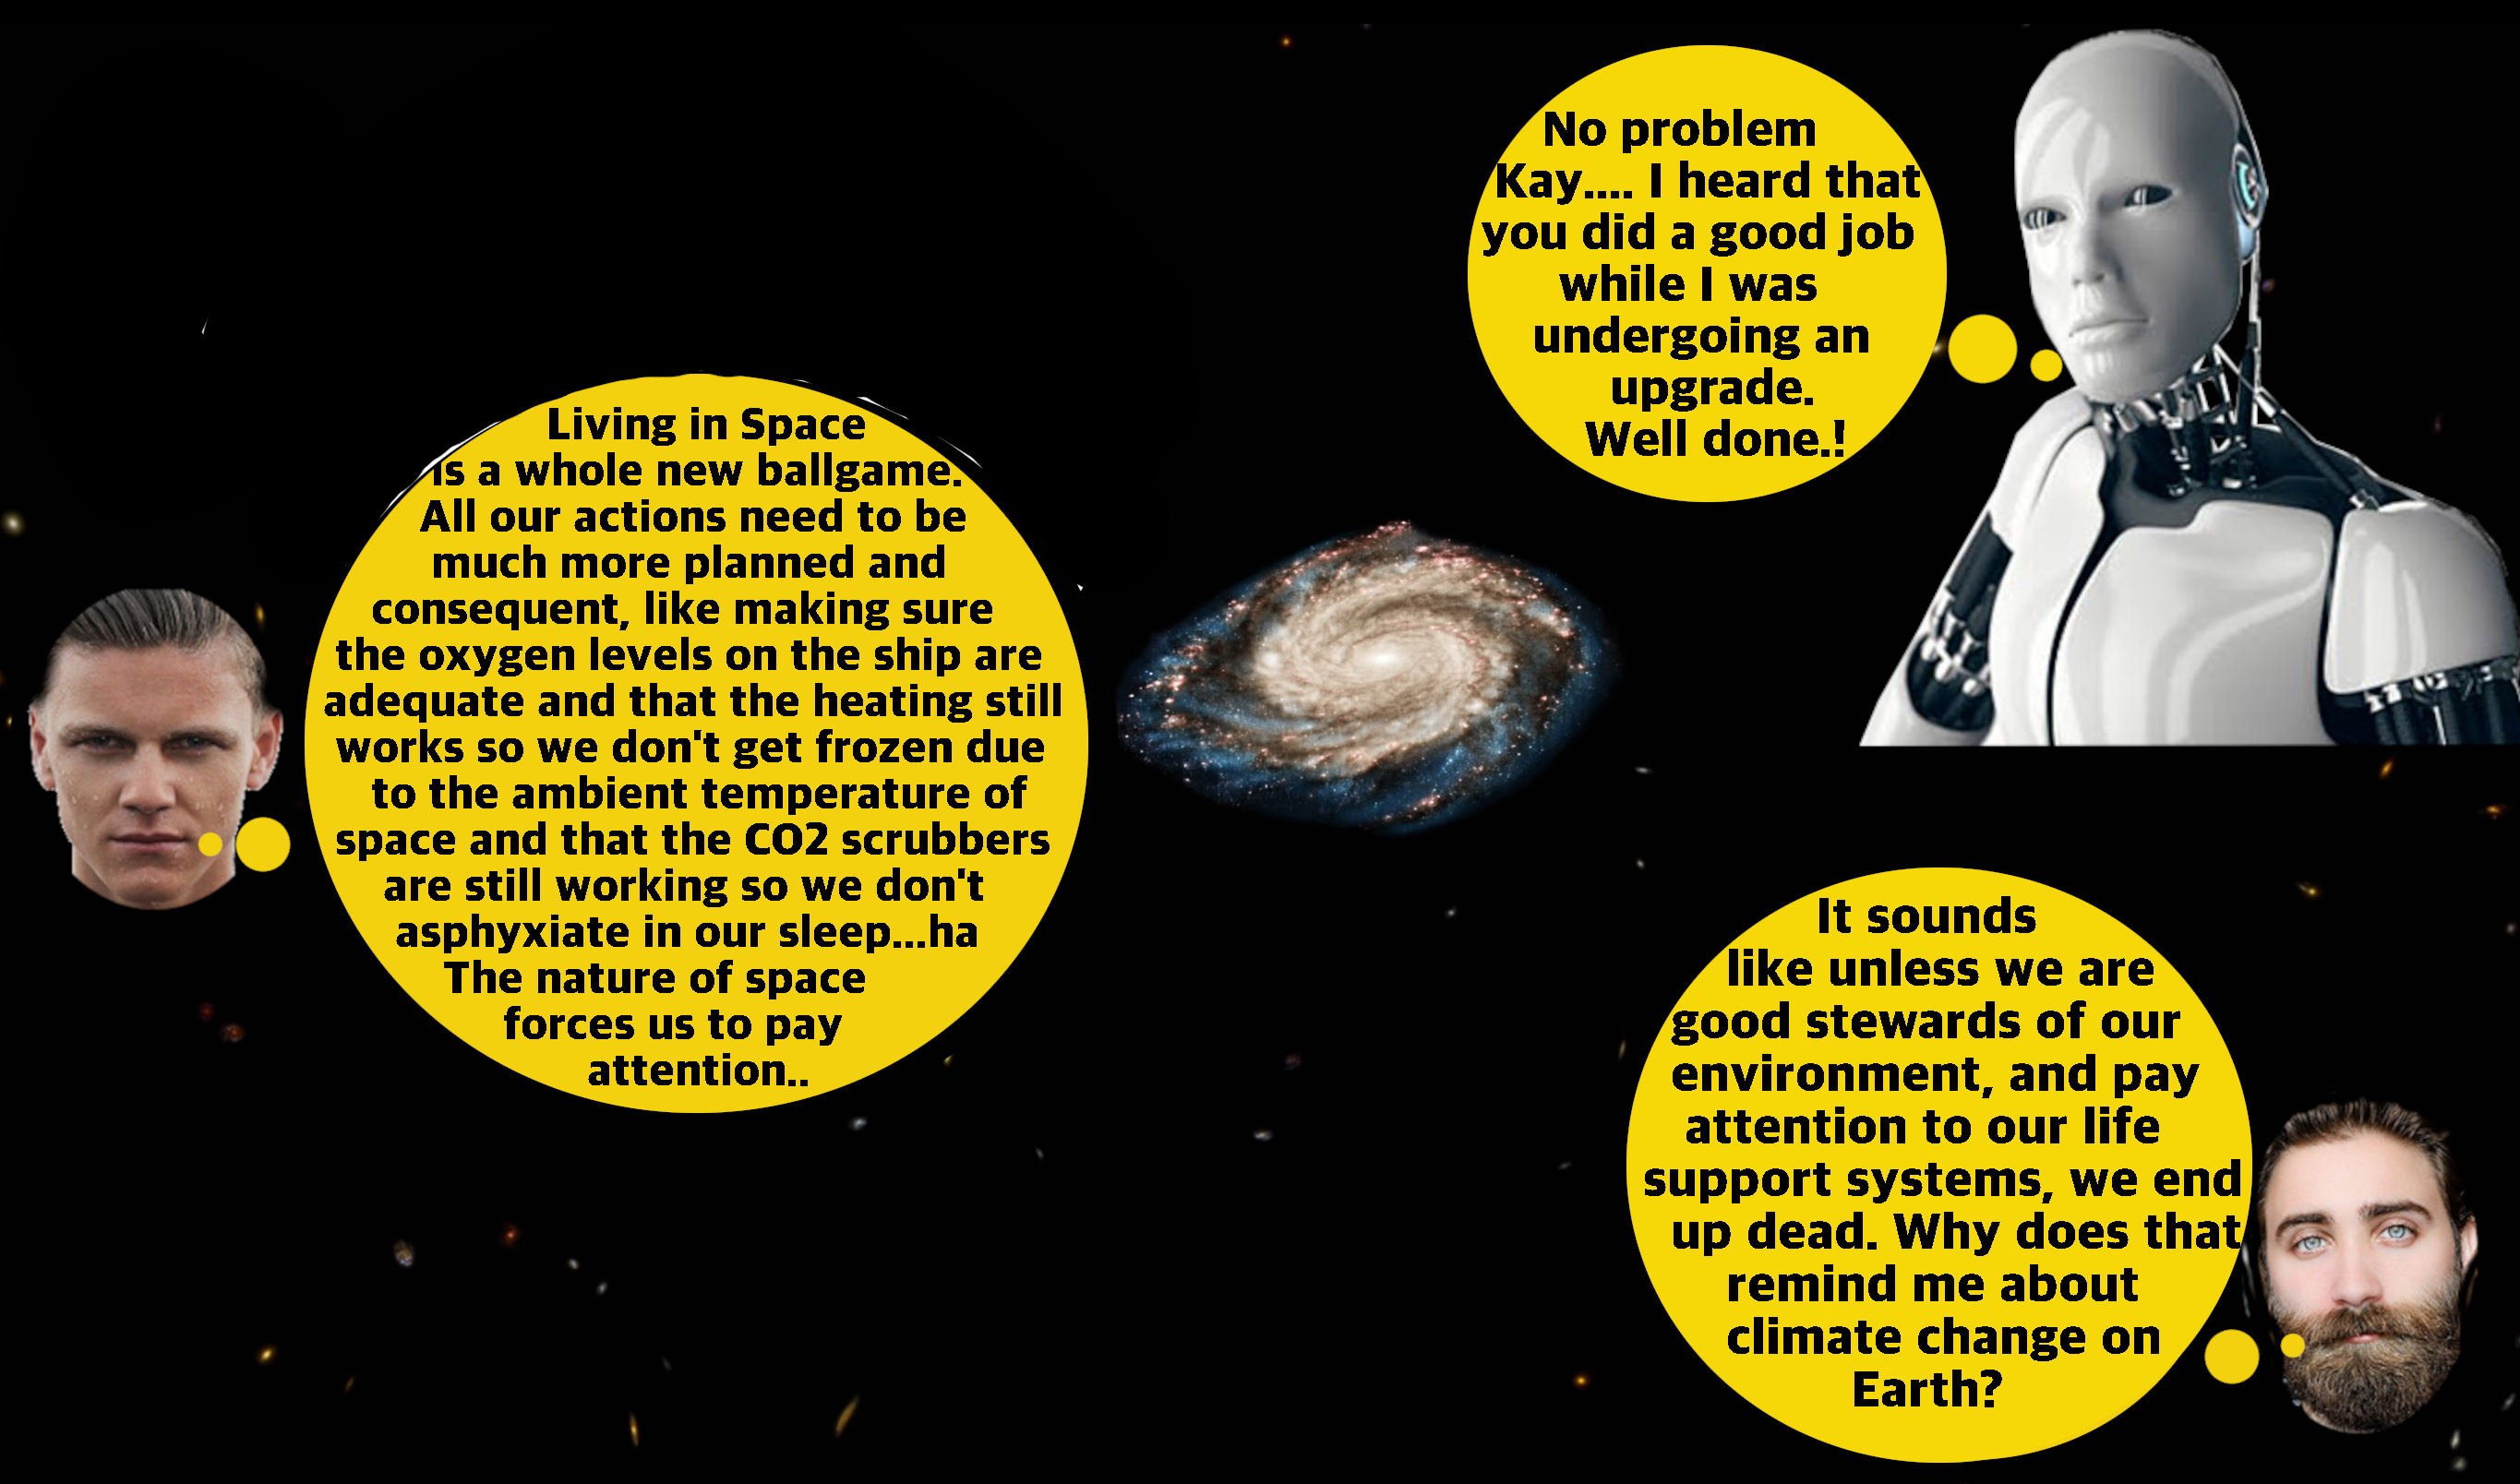 No problem
Kay.... I heard that
you did a good job
while I was
undergoing an
upgrade.
Well done.!
Living in Space
is a whole new ballgame.
All our actions need to be
much more planned and
consequent, like making sure
the oxygen levels on the ship are
adequate and that the heating still
works so we don't get frozen due
to the ambient temperature of
space and that the CO2 scrubbers
are still working so we don't
asphyxiate in our sleep...ha
The nature of space
forces us to pay
attention..
It sounds
like unless we are
good stewards of our
environment, and pay
attention to our life
support systems, we end
up dead. Why does that
remind me about
climate change on
Earth?